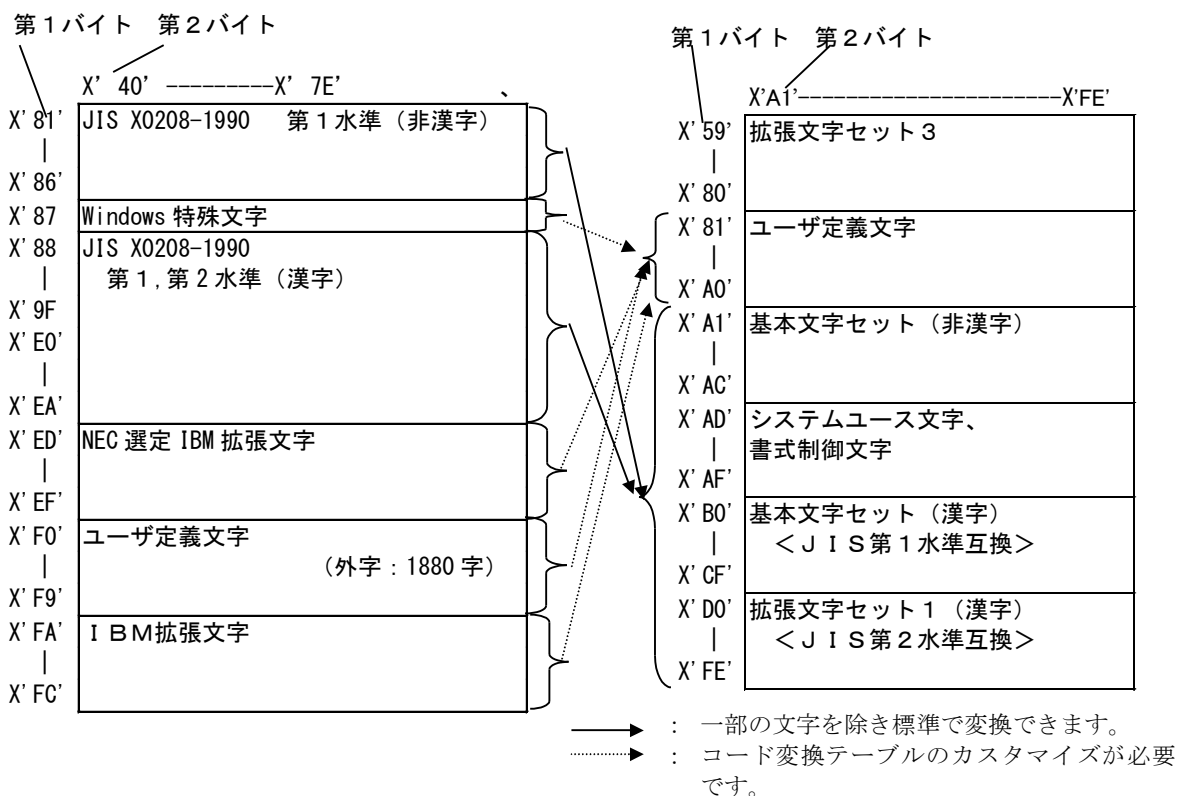 第１バイト　第２バイト
X' 40' ---------X' 7E'　、
X' 81'　JIS X0208-1990　第１水準（非漢字）
|
X' 86'
X' 87　Windows 特殊文字
X' 88　JIS X0208-1990
|　第１,第２水準（漢字）
X' 9F
X' E0'
|
X' EA'
X' ED'　NEC 選定 IBM 拡張文字
|
X' EF'
X' F0'　ユーザ定義文字
|　（外字：1880 字）
X' F9'
X' FA'　ＩＢＭ拡張文字
|
X' FC'
第１バイト　第２バイト
X'A1'----------------------X'FE'
X' 59'　拡張文字セット３
|
X' 80'
X' 81'　ユーザ定義文字
|
X' A0'
X' A1'　基本文字セット（非漢字）
|
X' AC'
X' AD'　システムユース文字、
|　書式制御文字
X' AF'
X' B0'　基本文字セット（漢字）
|　＜ＪＩＳ第１水準互換＞
X' CF'
X' D0'　拡張文字セット１（漢字）
|　＜ＪＩＳ第２水準互換＞
X' FE'
：　一部の文字を除き標準で変換できます。
：　コード変換テーブルのカスタマイズが必要
です。